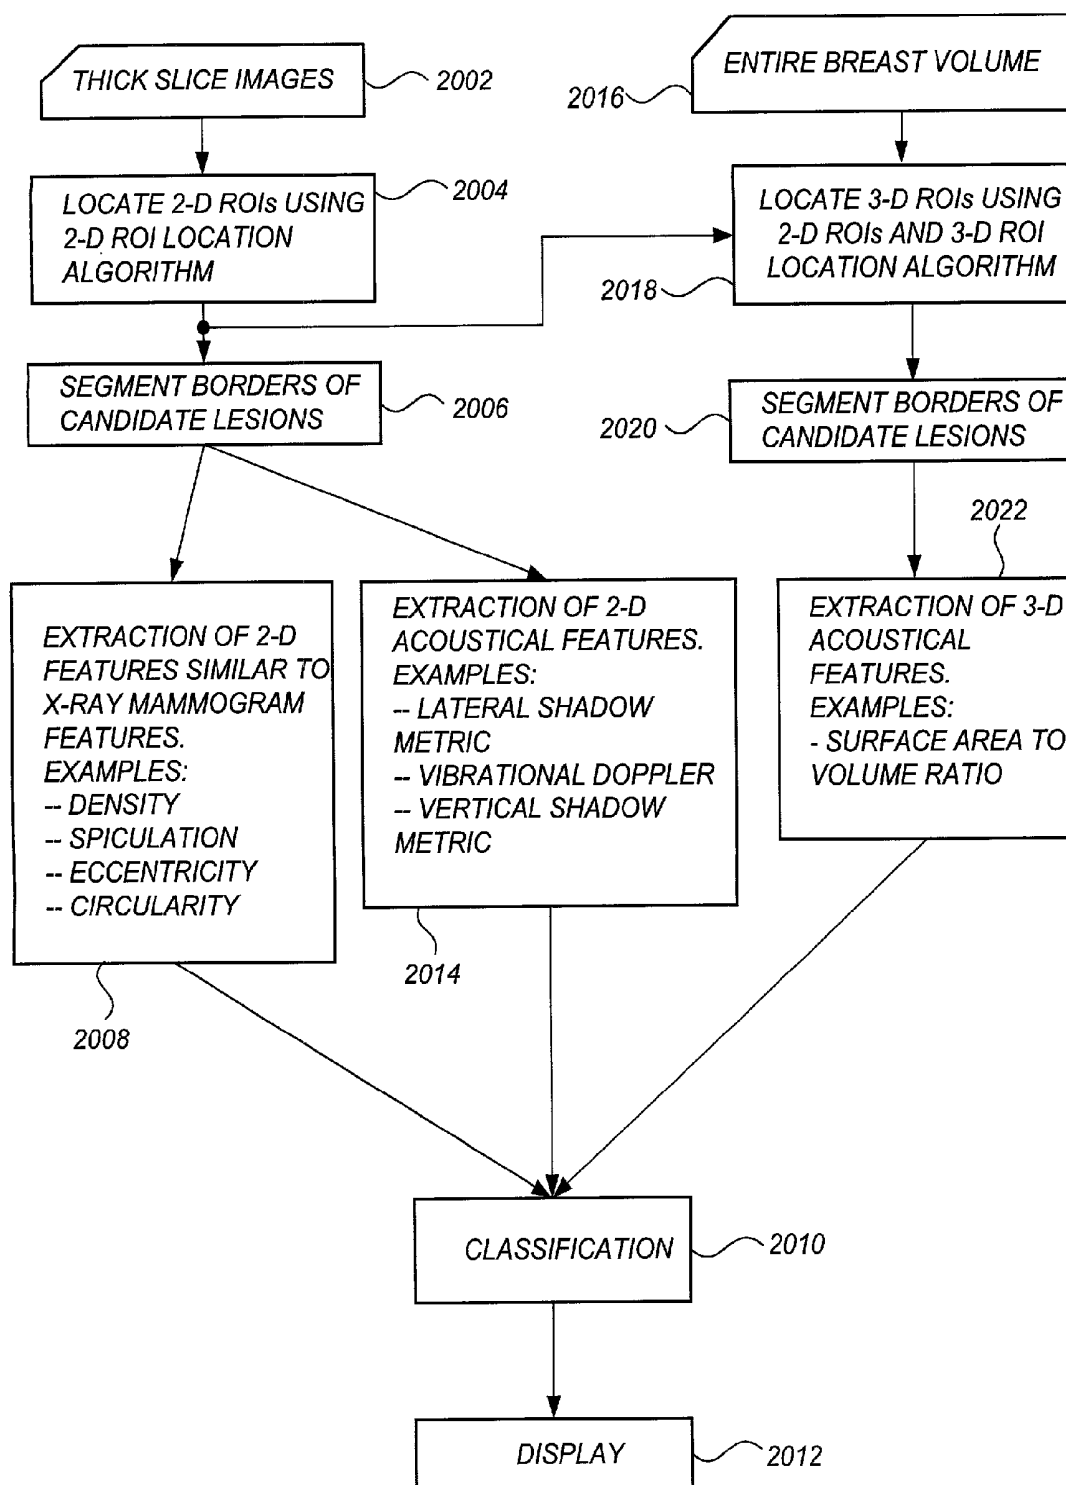 THICK SLICE IMAGES
2002
ENTIRE BREAST VOLUME
2016
LOCATE 2-D ROIs USING
2-D ROI LOCATION
ALGORITHM
2004
LOCATE 3-D ROIs USING
2-D ROIs AND 3-D ROI
LOCATION ALGORITHM
2018
SEGMENT BORDERS OF
CANDIDATE LESIONS
2006
SEGMENT BORDERS OF
CANDIDATE LESIONS
2020
2022
EXTRACTION OF 2-D
FEATURES SIMILAR TO
X-RAY MAMMOGRAM
FEATURES.
EXAMPLES:
-- DENSITY
-- SPICULATION
-- ECCENTRICITY
-- CIRCULARITY
2008
EXTRACTION OF 2-D
ACOUSTICAL FEATURES.
EXAMPLES:
-- LATERAL SHADOW
METRIC
-- VIBRATIONAL DOPPLER
-- VERTICAL SHADOW
METRIC
2014
EXTRACTION OF 3-D
ACOUSTICAL
FEATURES.
EXAMPLES:
- SURFACE AREA TO
VOLUME RATIO
CLASSIFICATION
2010
DISPLAY
2012